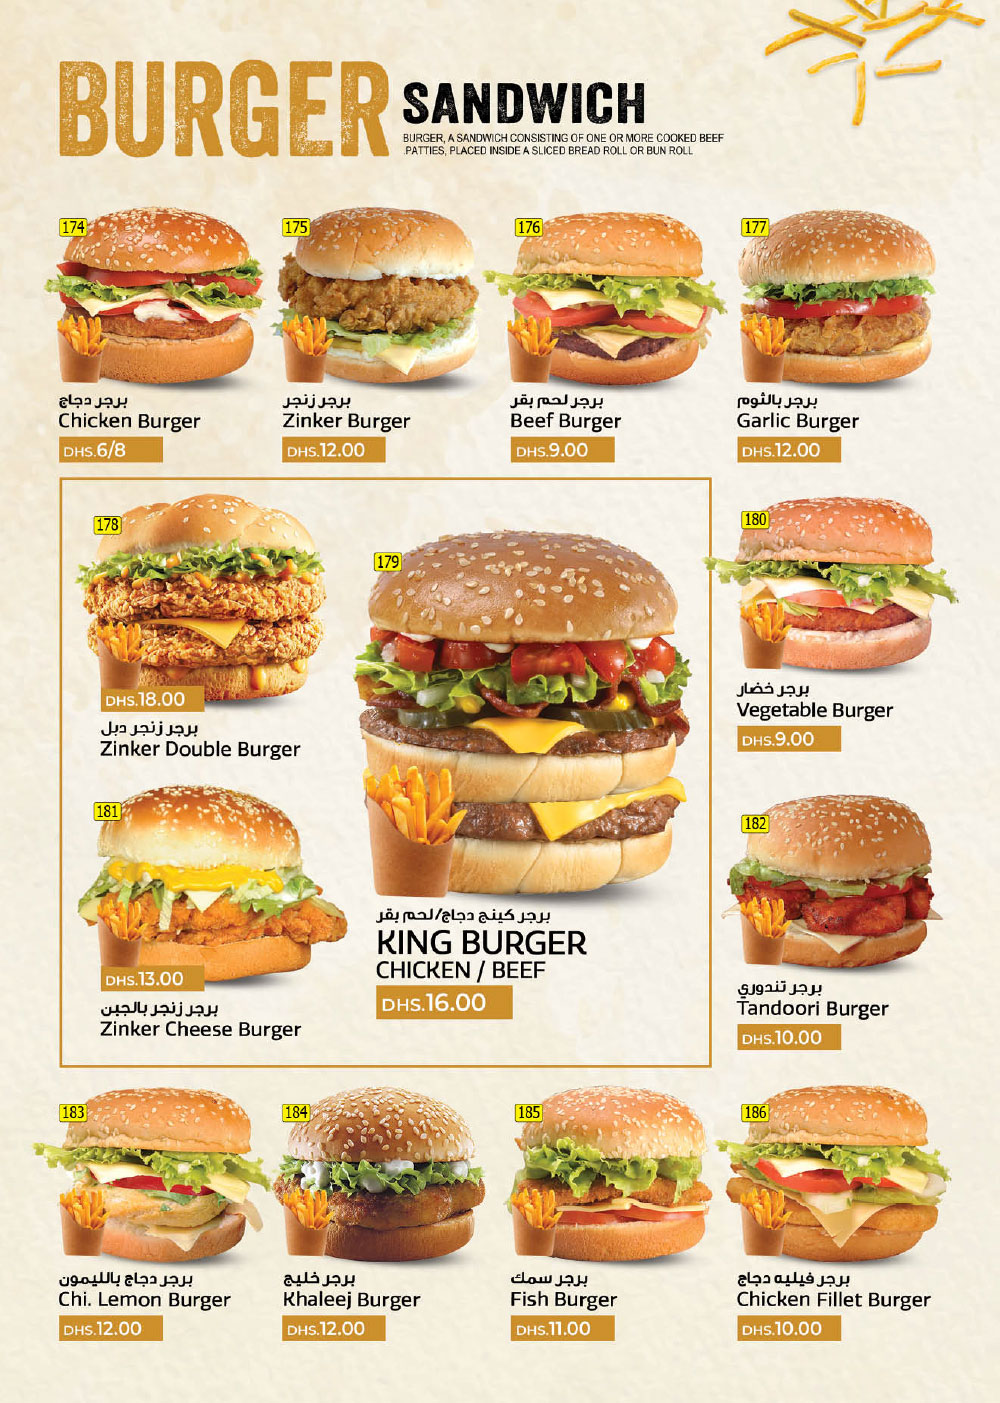 BURGER SANDWICH
BURGER, A SANDWICH CONSISTING OF ONE OR MORE COOKED BEEF
.PATTIES, PLACED INSIDE A SLICED BREAD ROLL OR BUN ROLL
174
برجر دجاج
Chicken Burger
DHS.6/8
175
برجر زنجر
Zinker Burger
DHS.12.00
176
برجر لحم بقر
Beef Burger
DHS.9.00
177
برجر بالثوم
Garlic Burger
DHS.12.00
178
DHS.18.00
برجر زنجر دبل
Zinker Double Burger
179
برجر كينج دجاج/لحم بقر
KING BURGER
CHICKEN / BEEF
DHS.16.00
180
برجر خضار
Vegetable Burger
DHS.9.00
181
DHS.13.00
برجر زنجر بالجبن
Zinker Cheese Burger
182
برجر تندوري
Tandoori Burger
DHS.10.00
183
برجر دجاج بالليمون
Chi. Lemon Burger
DHS.12.00
184
برجر خليج
Khaleej Burger
DHS.12.00
185
برجر سمك
Fish Burger
DHS.11.00
186
برجر فيليه دجاج
Chicken Fillet Burger
DHS.10.00